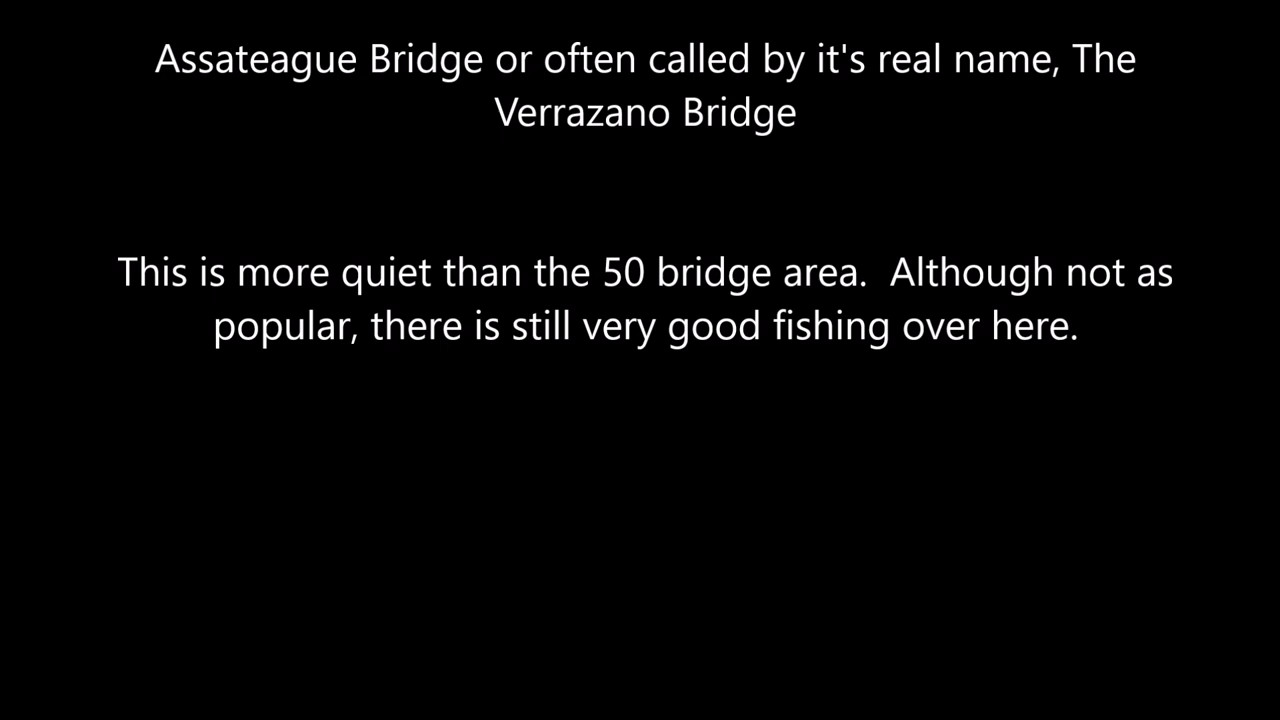 Assateague Bridge or often called by it's real name, The
Verrazano Bridge
This is more quiet than the 50 bridge area.  Although not as
popular, there is still very good fishing over here.